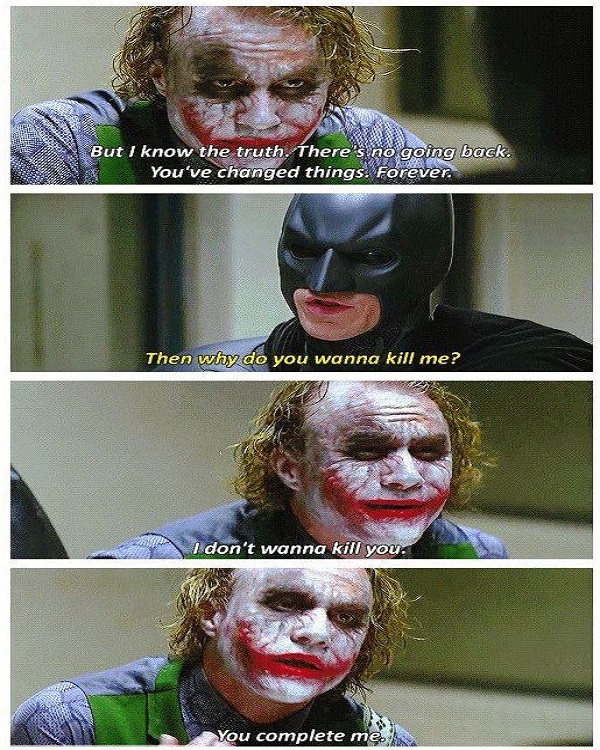 But I know the truth. There's no going back.
You've changed things. Forever.
Then why do you wanna kill me?
I don't wanna kill you.
You complete me.